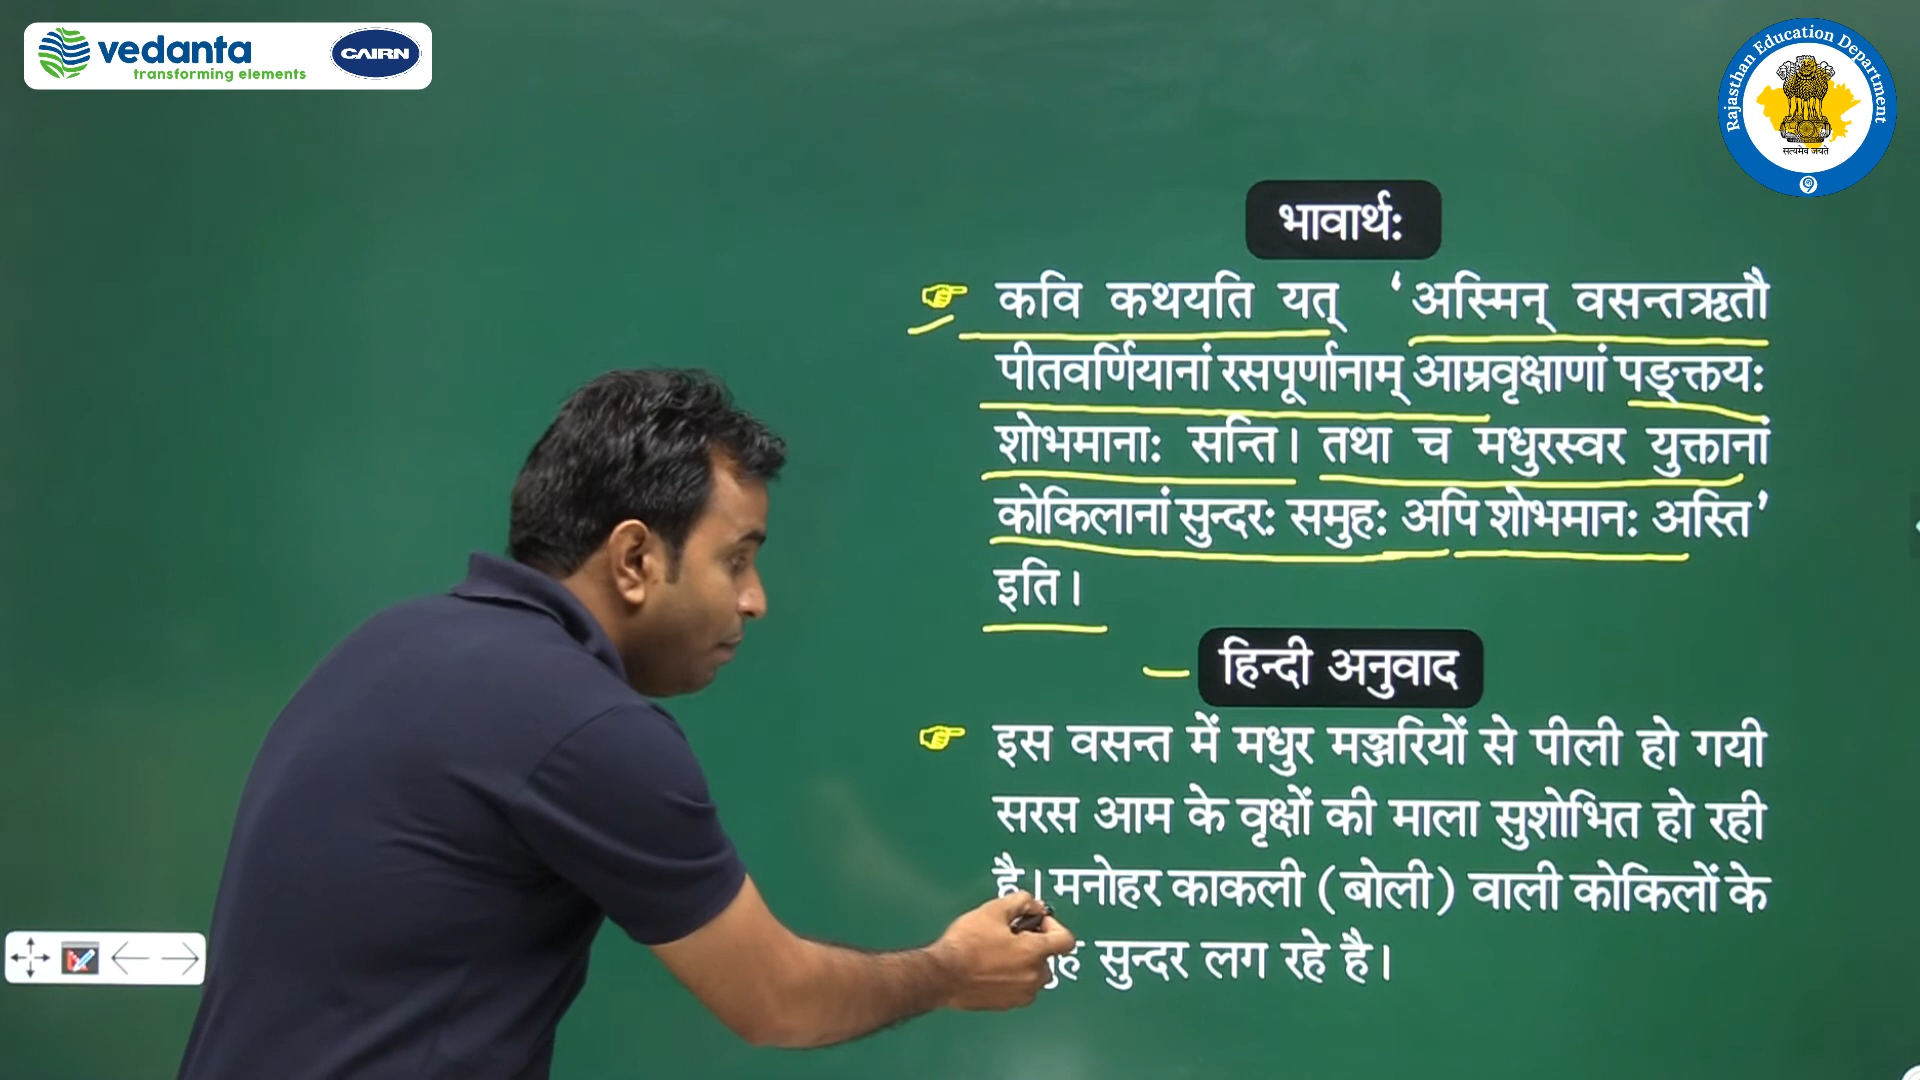 vedanta
transforming elements
CAIRN
Rajasthan Education Department
सत्यमेव जयते
भावार्थ:
कवि कथयति यत् ‘अस्मिन् वसन्तऋतौ
पीतवर्णियानां रसपूर्णानाम् आम्रवृक्षाणां पङ्क्तयः
शोभमानाः सन्ति। तथा च मधुरस्वर युक्तानां
कोकिलानां सुन्दरः समुहः अपि शोभमानः अस्ति’
इति।
हिन्दी अनुवाद
इस वसन्त में मधुर मञ्जरियों से पीली हो गयी
सरस आम के वृक्षों की माला सुशोभित हो रही
है। मनोहर काकली (बोली) वाली कोकिलों के
सुन्दर लग रहे है।